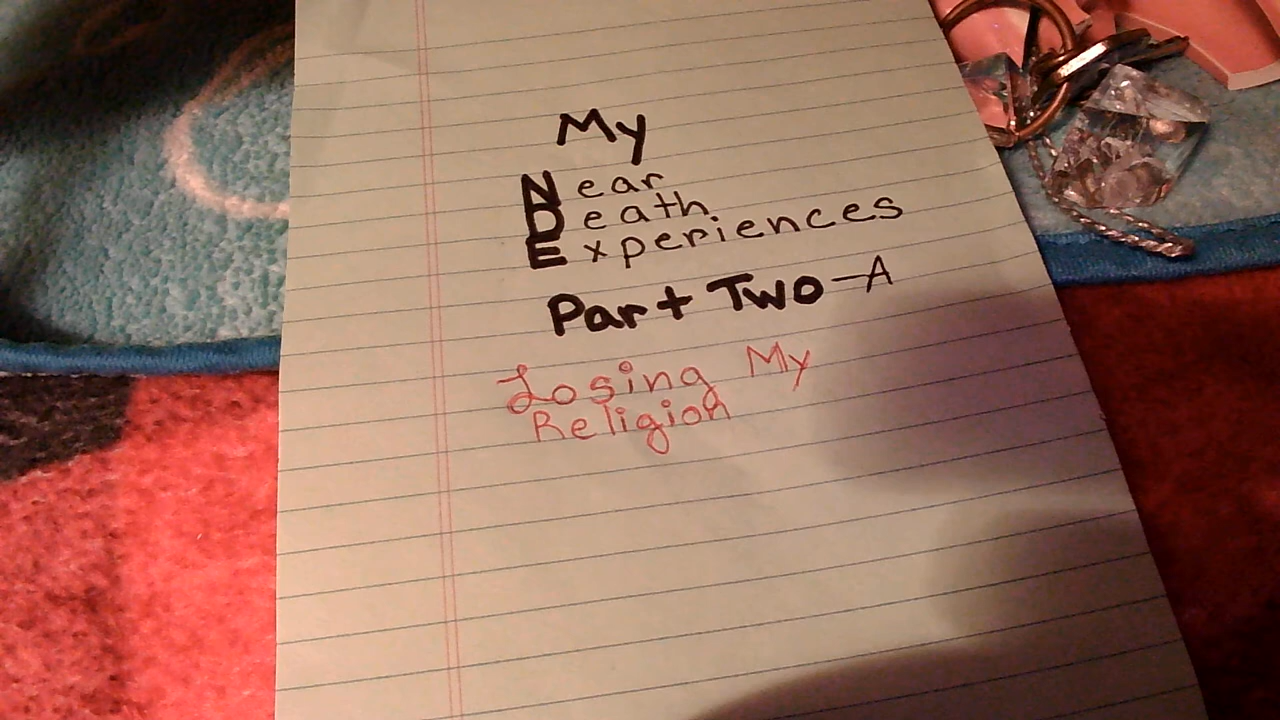 My
Near
Death
Experiences
Part Two-A
Losing My
Religion